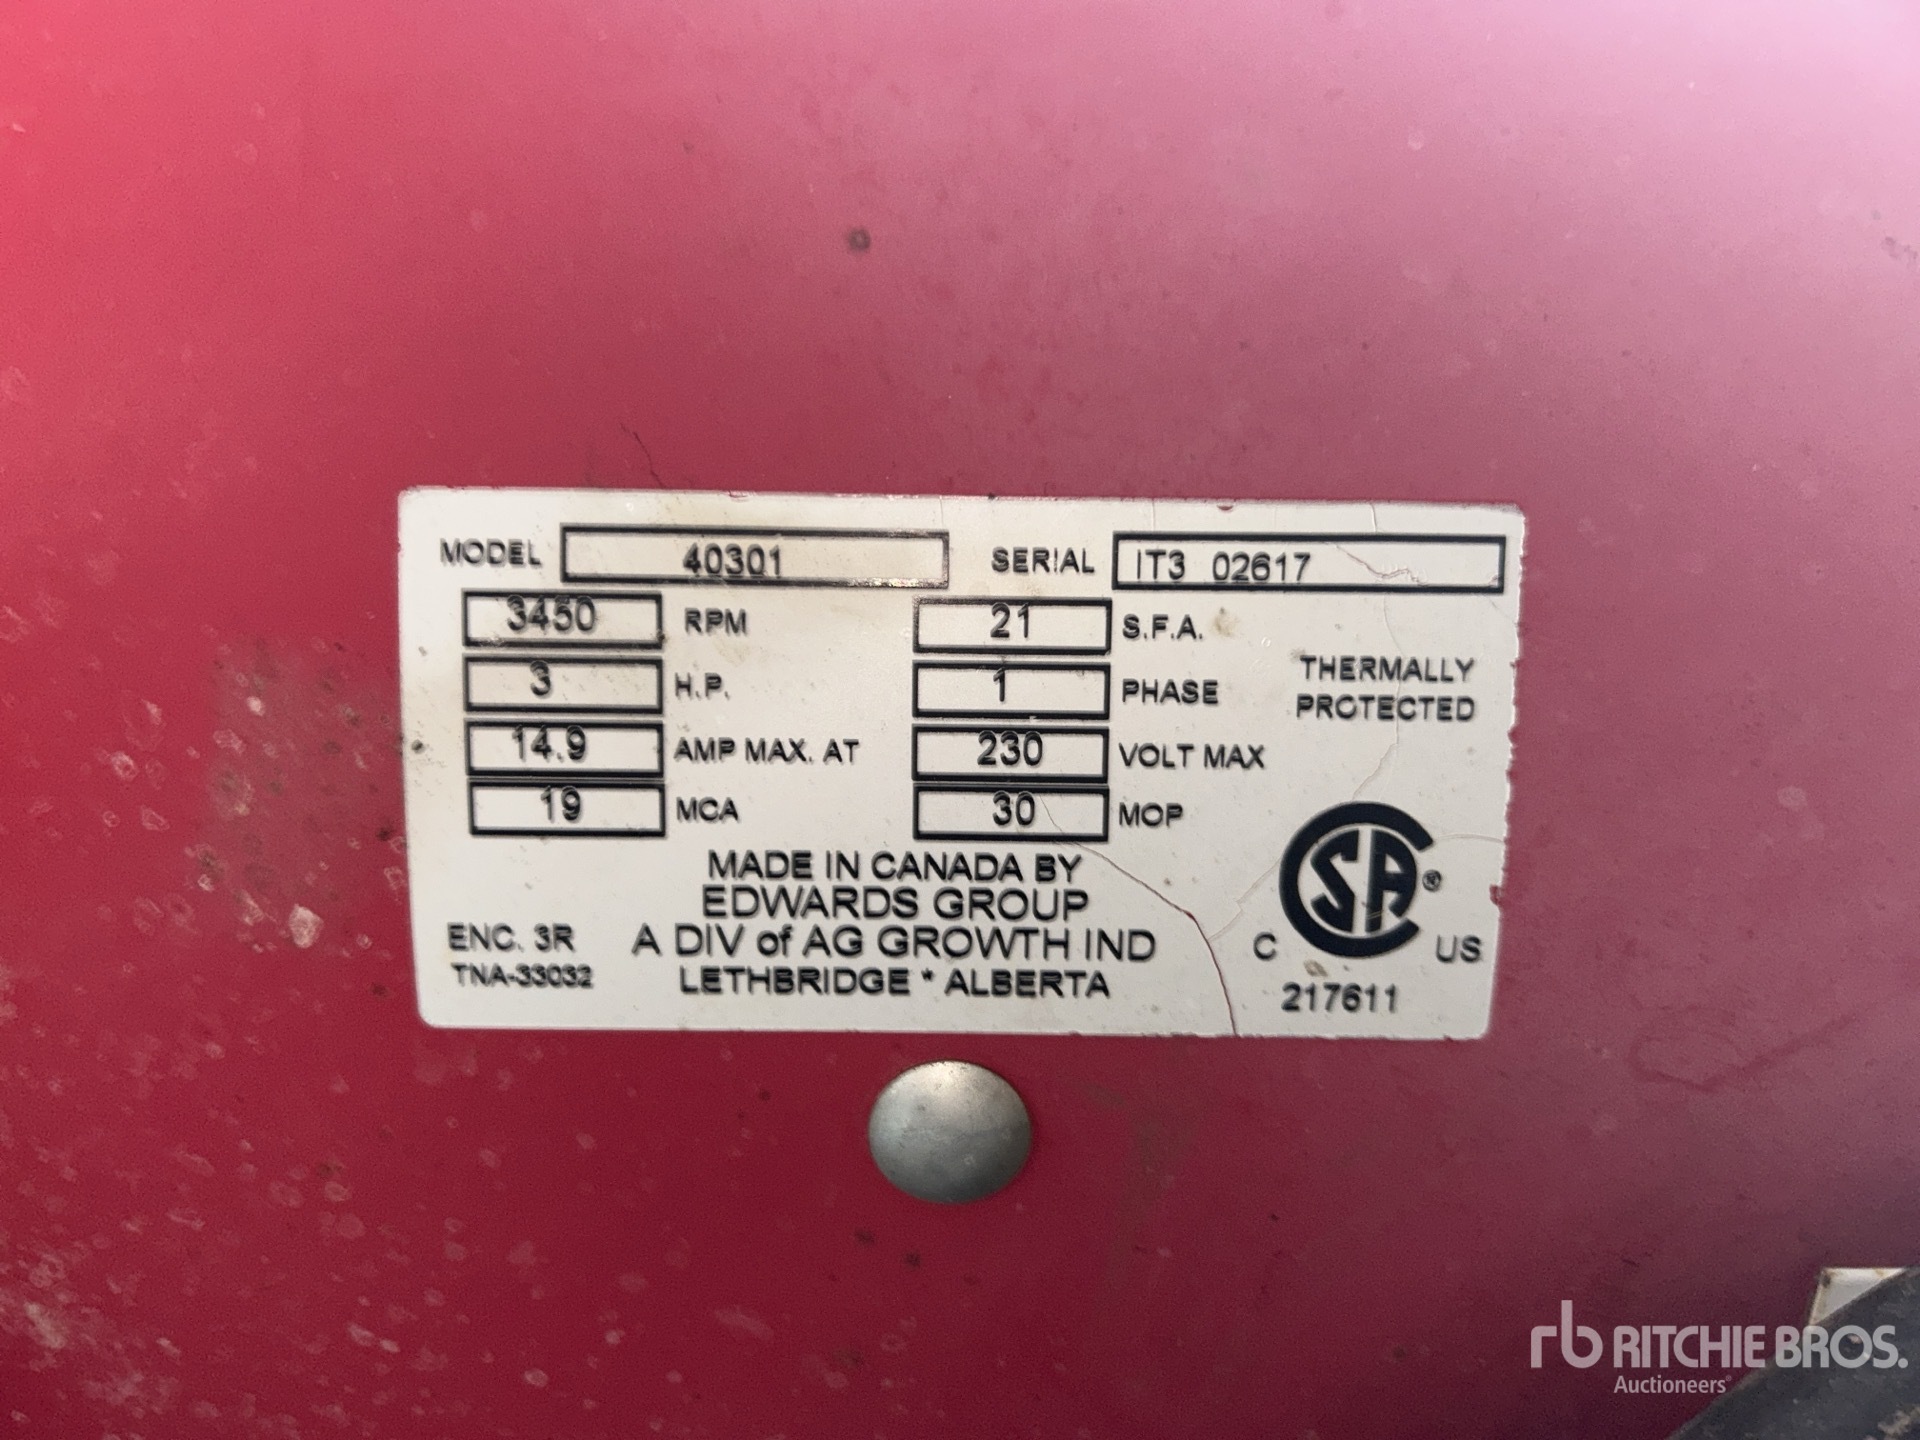 MODEL 40301 SERIAL IT3 02617
3450 RPM 21 S.F.A.
3 H.P. 1 PHASE THERMALLY PROTECTED
14.9 AMP MAX. AT 230 VOLT MAX
19 MCA 30 MOP
MADE IN CANADA BY
EDWARDS GROUP
ENC. 3R A DIV of AG GROWTH IND
TNA-33032 LETHBRIDGE * ALBERTA
C SA ® US
217611
rb RITCHIE BROS.
Auctioneers